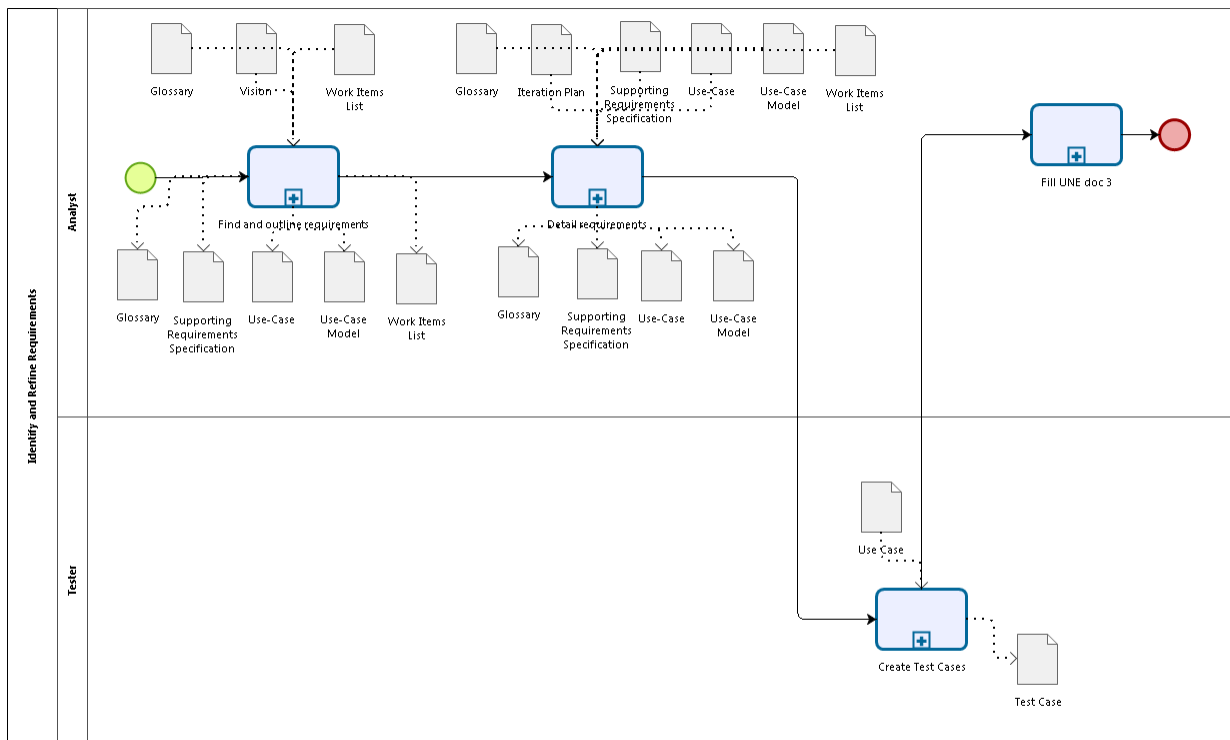 Identify and Refine Requirements
Analyst
Glossary
Vision
Work Items
List
Glossary
Iteration Plan
Supporting
Requirements
Specification
Use-Case
Use-Case
Model
Work Items
List
Find and outline requirements
Detail requirements
Fill UNE doc 3
Glossary
Supporting
Requirements
Specification
Use-Case
Use-Case
Model
Work Items
List
Glossary
Supporting
Requirements
Specification
Use-Case
Use-Case
Model
Tester
Use Case
Create Test Cases
Test Case